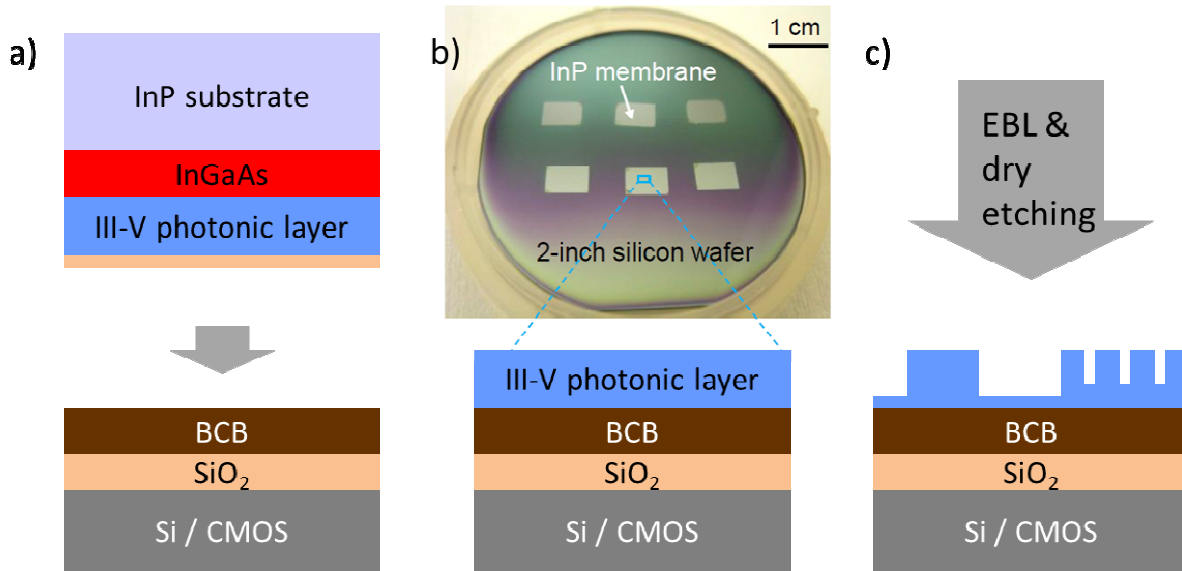 a)
InP substrate
InGaAs
III-V photonic layer
BCB
SiO₂
Si / CMOS
b)
1 cm
InP membrane
2-inch silicon wafer
III-V photonic layer
BCB
SiO₂
Si / CMOS
c)
EBL &
dry
etching
BCB
SiO₂
Si / CMOS